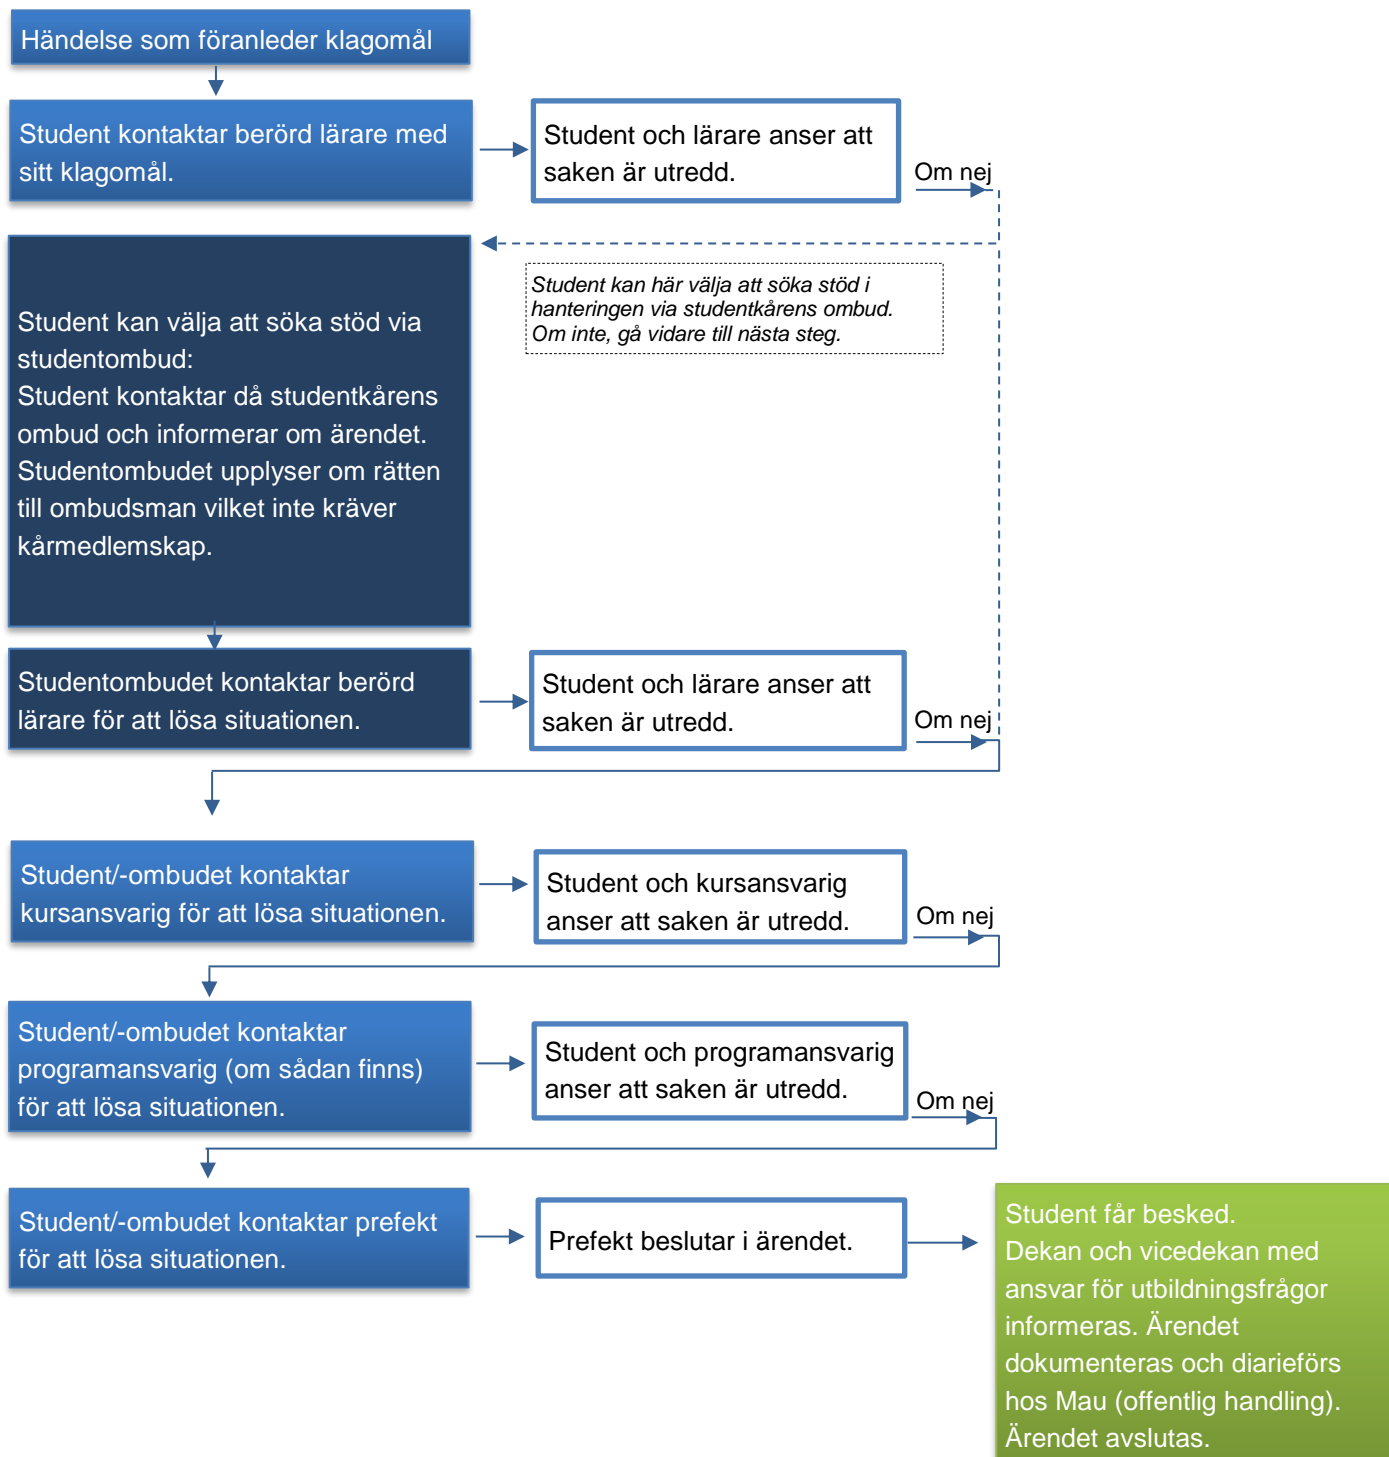 Händelse som föranleder klagomål
Student kontaktar berörd lärare med
sitt klagomål.
Student och lärare anser att
saken är utredd.
Om nej
Student kan här välja att söka stöd i
hanteringen via studentkårens ombud.
Om inte, gå vidare till nästa steg.
Student kan välja att söka stöd via
studentombud:
Student kontaktar då studentkårens
ombud och informerar om ärendet.
Studentombudet upplyser om rätten
till ombudsman vilket inte kräver
kårmedlemskap.
Studentombudet kontaktar berörd
lärare för att lösa situationen.
Student och lärare anser att
saken är utredd.
Om nej
Student/-ombudet kontaktar
kursansvarig för att lösa situationen.
Student och kursansvarig
anser att saken är utredd.
Om nej
Student/-ombudet kontaktar
programansvarig (om sådan finns)
för att lösa situationen.
Student och programansvarig
anser att saken är utredd.
Om nej
Student/-ombudet kontaktar prefekt
för att lösa situationen.
Prefekt beslutar i ärendet.
Student får besked.
Dekan och vicedekan med
ansvar för utbildningsfrågor
informeras. Ärendet
dokumenteras och diarieförs
hos Mau (offentlig handling).
Ärendet avslutas.